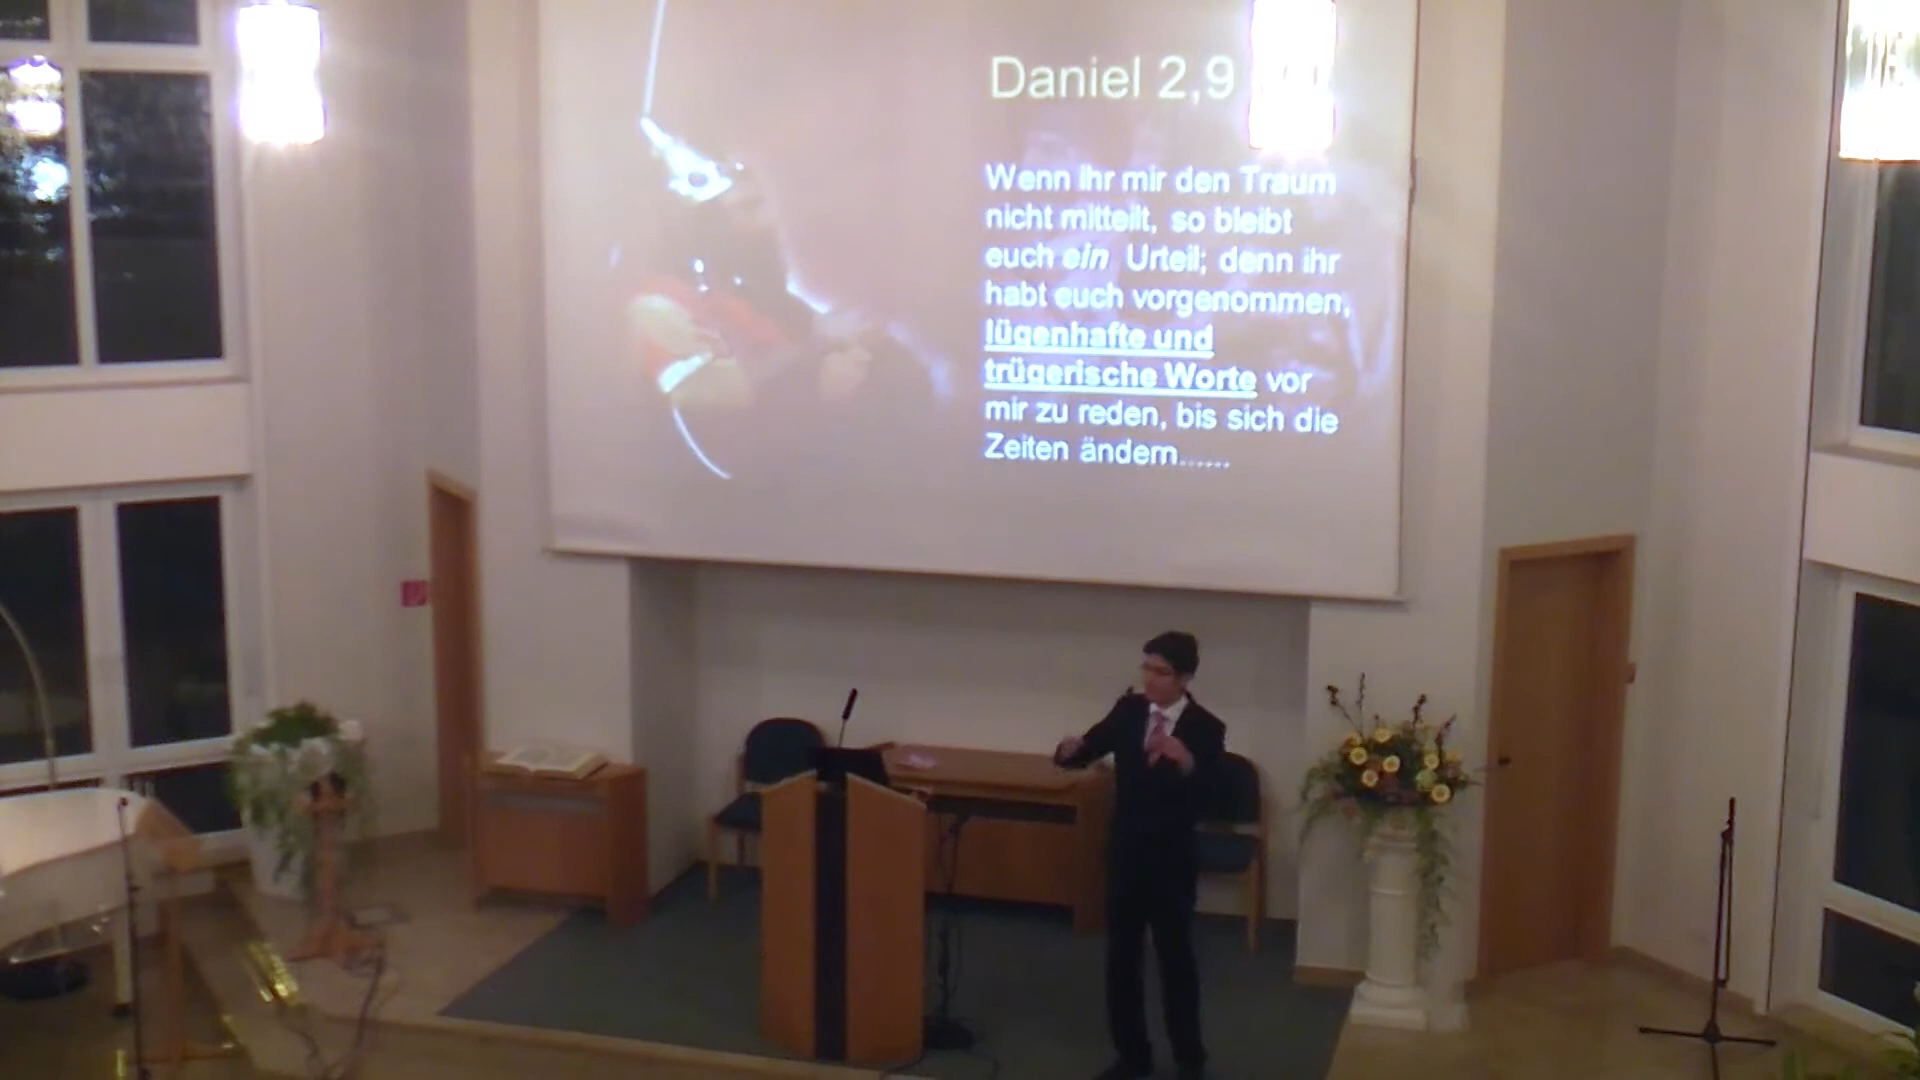 Daniel 2,9
Wenn ihr mir den Traum
nicht mitteilt, so bleibt
euch ein Urteil; denn ihr
habt euch vorgenommen,
lügenhafte und
trügerische Worte vor
mir zu reden, bis sich die
Zeiten ändern......